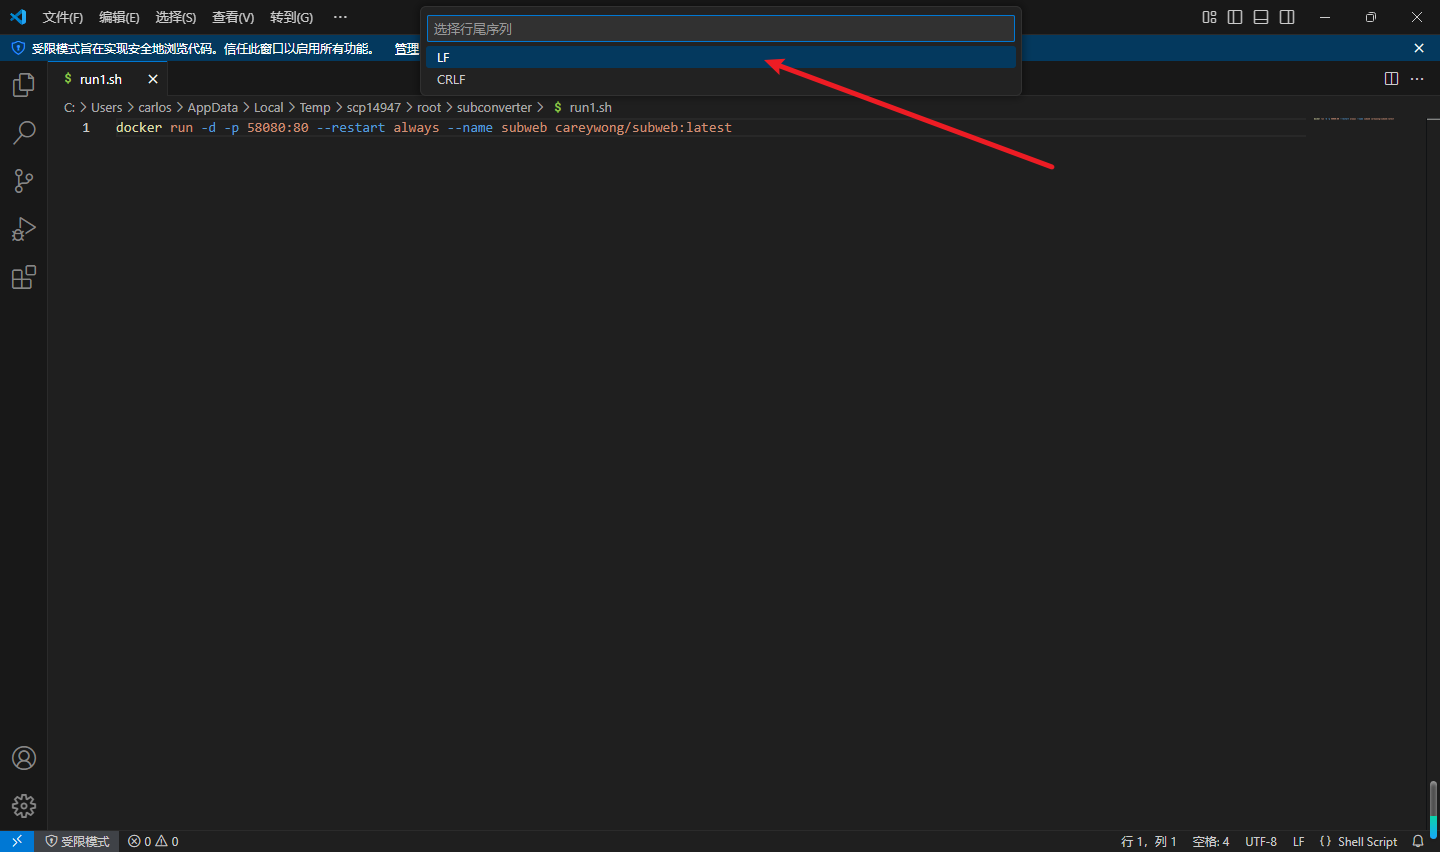 文件(F) 编辑(E) 选择(S) 查看(V) 转到(G) ···
选择行尾序列
LF
CRLF
受限模式旨在实现安全地浏览代码。信任此窗口以启用所有功能。 管理
$ run1.sh
C: > Users > carlos > AppData > Local > Temp > scp14947 > root > subconverter > $ run1.sh
1 docker run -d -p 58080:80 --restart always --name subweb careywong/subweb:latest
受限模式 0 0 行 1，列 1 空格: 4 UTF-8 LF {} Shell Script